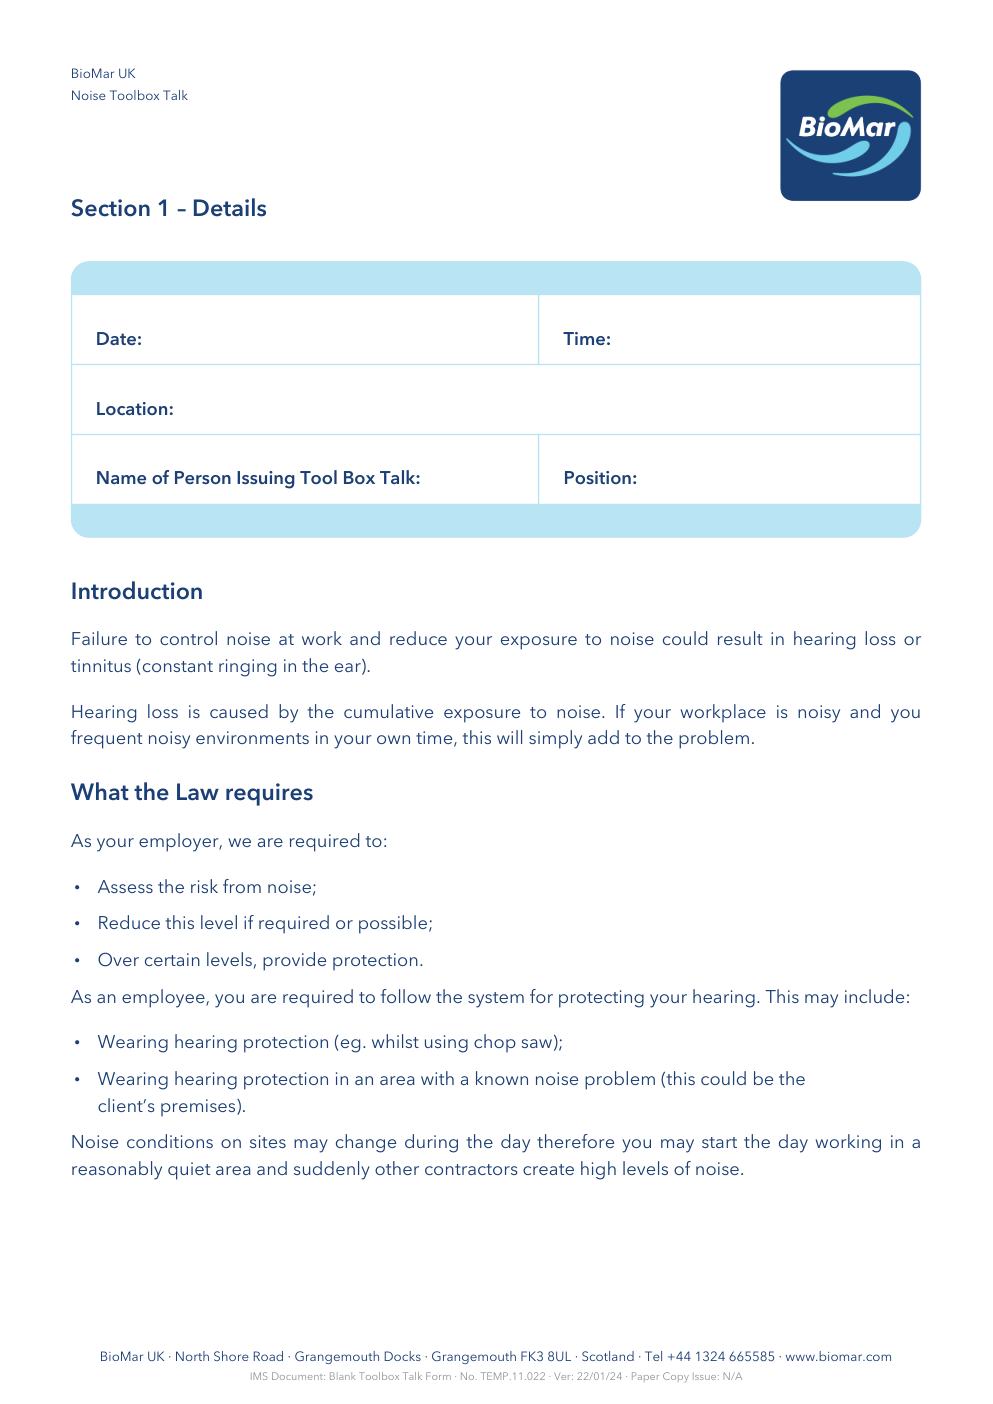 BioMar UK
Noise Toolbox Talk
BioMar
Section 1 – Details
Date:
Time:
Location:
Name of Person Issuing Tool Box Talk:
Position:
Introduction
Failure to control noise at work and reduce your exposure to noise could result in hearing loss or
tinnitus (constant ringing in the ear).
Hearing loss is caused by the cumulative exposure to noise. If your workplace is noisy and you
frequent noisy environments in your own time, this will simply add to the problem.
What the Law requires
As your employer, we are required to:
• Assess the risk from noise;
• Reduce this level if required or possible;
• Over certain levels, provide protection.
As an employee, you are required to follow the system for protecting your hearing. This may include:
• Wearing hearing protection (eg. whilst using chop saw);
• Wearing hearing protection in an area with a known noise problem (this could be the
client’s premises).
Noise conditions on sites may change during the day therefore you may start the day working in a
reasonably quiet area and suddenly other contractors create high levels of noise.
BioMar UK · North Shore Road · Grangemouth Docks · Grangemouth FK3 8UL · Scotland · Tel +44 1324 665585 · www.biomar.com
IMS Document: Blank Toolbox Talk Form · No. TEMP.11.022 · Ver: 22/01/24 · Paper Copy Issue: N/A